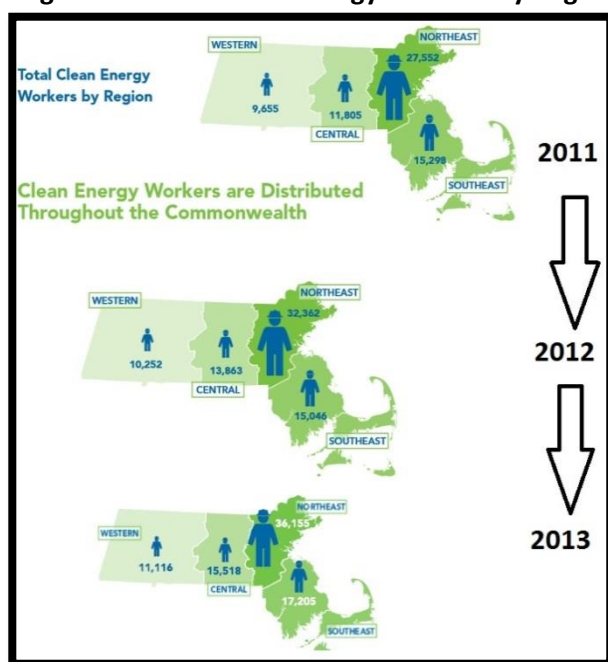 WESTERN
NORTHEAST
27,552
Total Clean Energy
Workers by Region
9,655
11,805
CENTRAL
15,298
2011
SOUTHEAST
Clean Energy Workers are Distributed
Throughout the Commonwealth
NORTHEAST
WESTERN
32,362
10,252
13,863
2012
CENTRAL
15,046
SOUTHEAST
NORTHEAST
36,155
WESTERN
2013
11,116
15,518
CENTRAL
17,205
SOUTHEAST